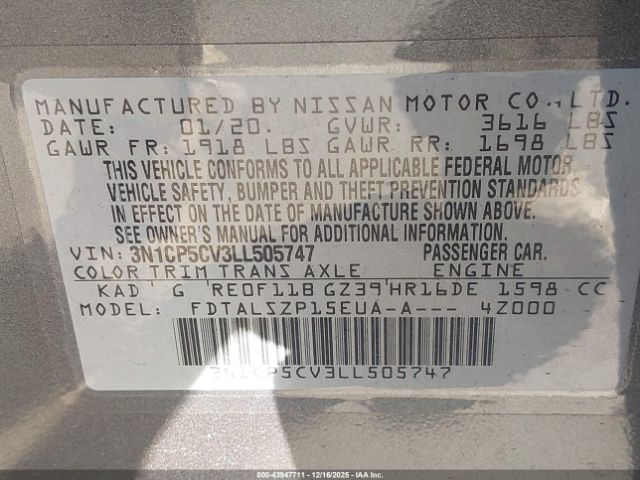 MANUFACTURED BY NISSAN MOTOR CO., LTD.
DATE: 01/20. GVWR: 3616 LBS
GAWR FR: 1918 LBS GAWR RR: 1698 LBS
THIS VEHICLE CONFORMS TO ALL APPLICABLE FEDERAL MOTOR
VEHICLE SAFETY, BUMPER AND THEFT PREVENTION STANDARDS
IN EFFECT ON THE DATE OF MANUFACTURE SHOWN ABOVE.
SEE OWNER'S MANUAL FOR ADDITIONAL INFORMATION.
VIN: 3N1CP5CV3LL505747 PASSENGER CAR.
COLOR TRIM TRANS AXLE ENGINE
KAD G RE0F11B GZ39 HR16DE 1598 CC
MODEL: FDTALSZP15EUA-A--- 4Z000
3N1CP5CV3LL505747
000-43947711 - 12/16/2025 - IAAI.COM